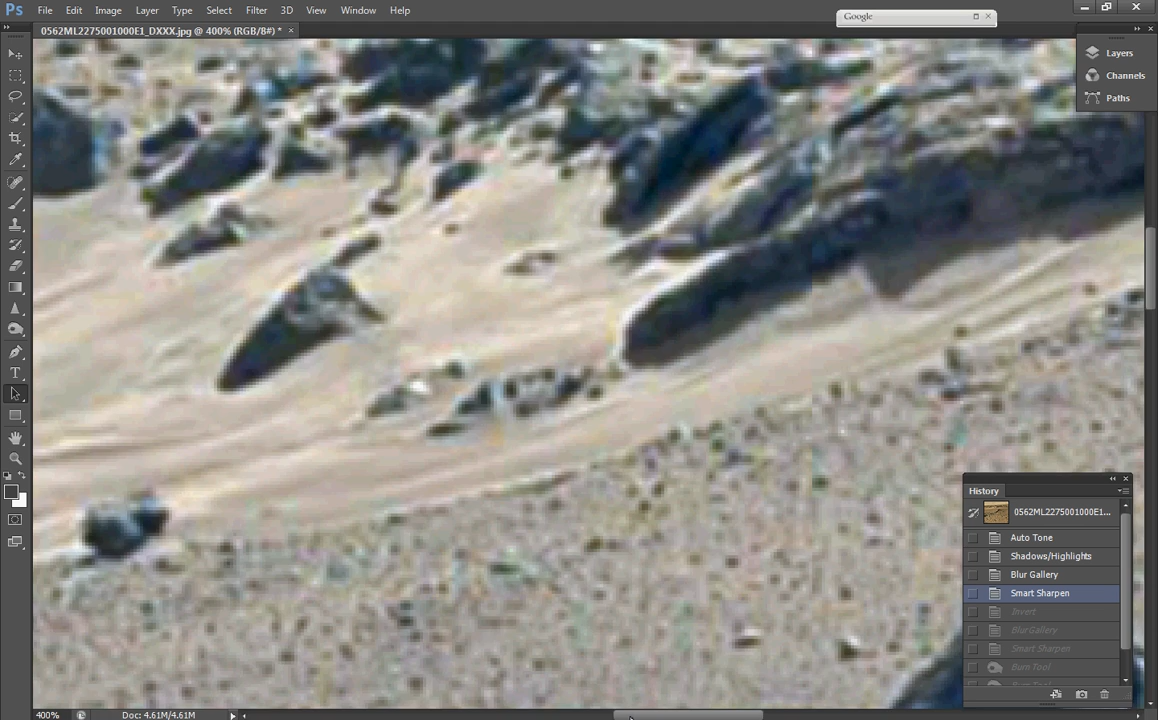 Ps File Edit Image Layer Type Select Filter 3D View Window Help
Google
0562ML2275001000E1_DXXX.jpg @ 400% (RGB/8#) *
Layers
Channels
Paths
T
History
0562ML2275001000E1...
Auto Tone
Shadows/Highlights
Blur Gallery
Smart Sharpen
Invert
Blur Gallery
Smart Sharpen
Burn Tool
Burn Tool
400% Doc: 4.61M/4.61M